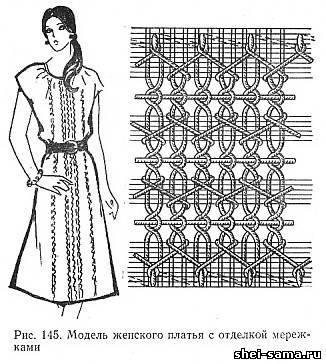 Рис. 145. Модель женского платья с отделкой мереж-
ками
shei-sama.ru